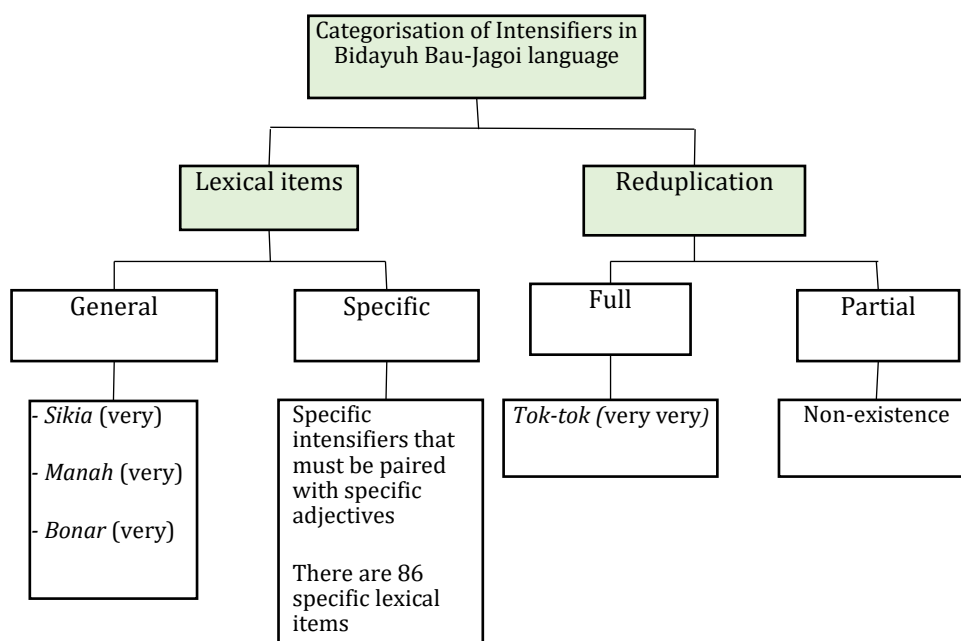 Categorisation of Intensifiers in
Bidayuh Bau-Jagoi language
Lexical items
Reduplication
General
Specific
Full
Partial
- Sikia (very)
- Manah (very)
- Bonar (very)
Specific
intensifiers that
must be paired
with specific
adjectives
There are 86
specific lexical
items
Tok-tok (very very)
Non-existence